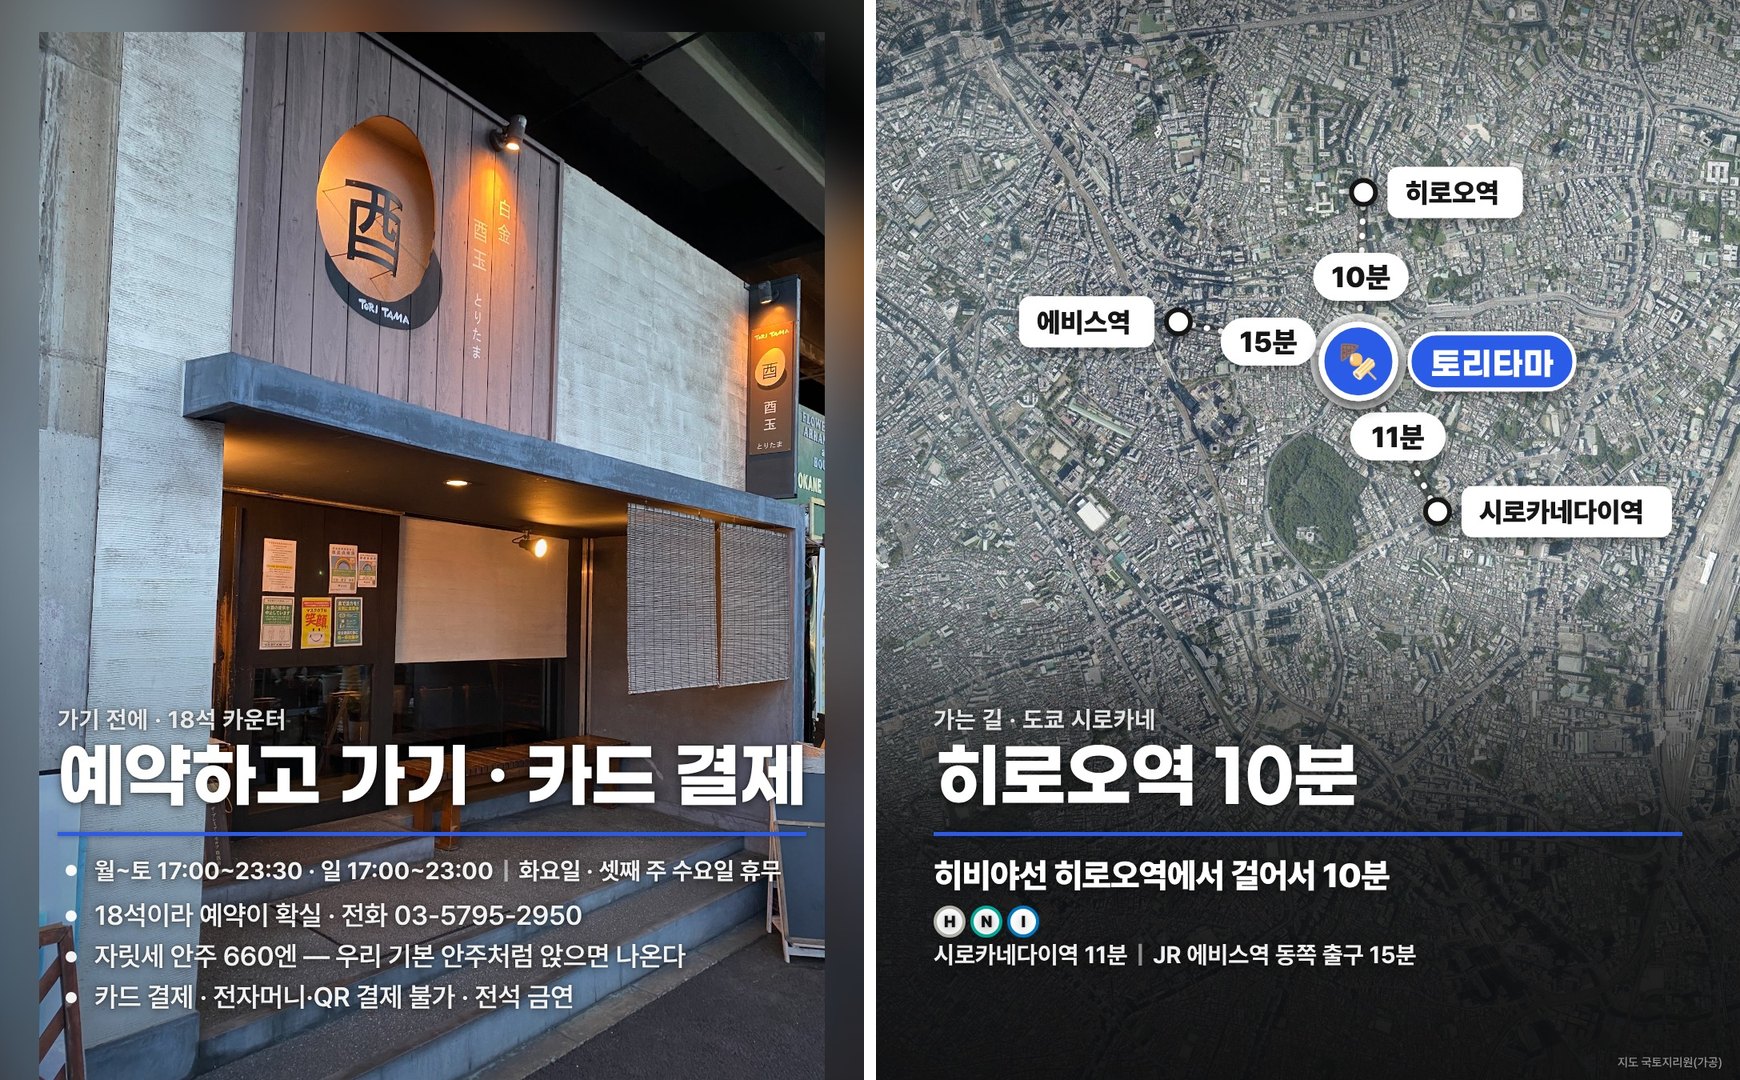 酉
TORI TAMA
白金
酉玉
とりたま
TORI TAMA
酉
酉玉
とりたま
OKANE
笑顔
가기 전에 · 18석 카운터
예약하고 가기 · 카드 결제
월~토 17:00~23:30 · 일 17:00~23:00 | 화요일 · 셋째 주 수요일 휴무
18석이라 예약이 확실 · 전화 03-5795-2950
자릿세 안주 660엔 — 우리 기본 안주처럼 앉으면 나온다
카드 결제 · 전자머니·QR 결제 불가 · 전석 금연
히로오역
10분
에비스역
15분
토리타마
11분
시로카네다이역
가는 길 · 도쿄 시로카네
히로오역 10분
히비야선 히로오역에서 걸어서 10분
H N I
시로카네다이역 11분 | JR 에비스역 동쪽 출구 15분
지도 국토지리원(가공)